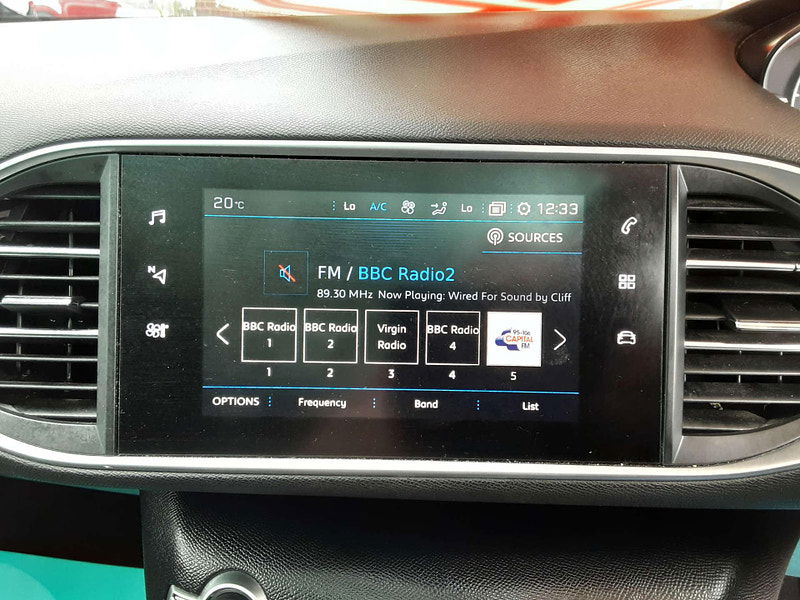 20°C Lo A/C Lo 12:33
SOURCES
N
FM / BBC Radio2
89.30 MHz Now Playing: Wired For Sound by Cliff
BBC Radio
1
BBC Radio
2
Virgin
Radio
BBC Radio
4
95-106
CAPITAL
FM
1 2 3 4 5
OPTIONS Frequency Band List